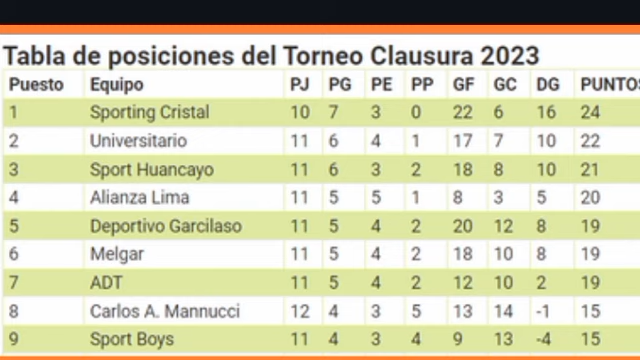 Tabla de posiciones del Torneo Clausura 2023
Puesto Equipo PJ PG PE PP GF GC DG PUNTOS
1 Sporting Cristal 10 7 3 0 22 6 16 24
2 Universitario 11 6 4 1 17 7 10 22
3 Sport Huancayo 11 6 3 2 18 8 10 21
4 Alianza Lima 11 5 5 1 8 3 5 20
5 Deportivo Garcilaso 11 5 4 2 20 12 8 19
6 Melgar 11 5 4 2 18 10 8 19
7 ADT 11 5 4 2 12 10 2 19
8 Carlos A. Mannucci 12 4 3 5 13 14 -1 15
9 Sport Boys 11 4 3 4 9 13 -4 15